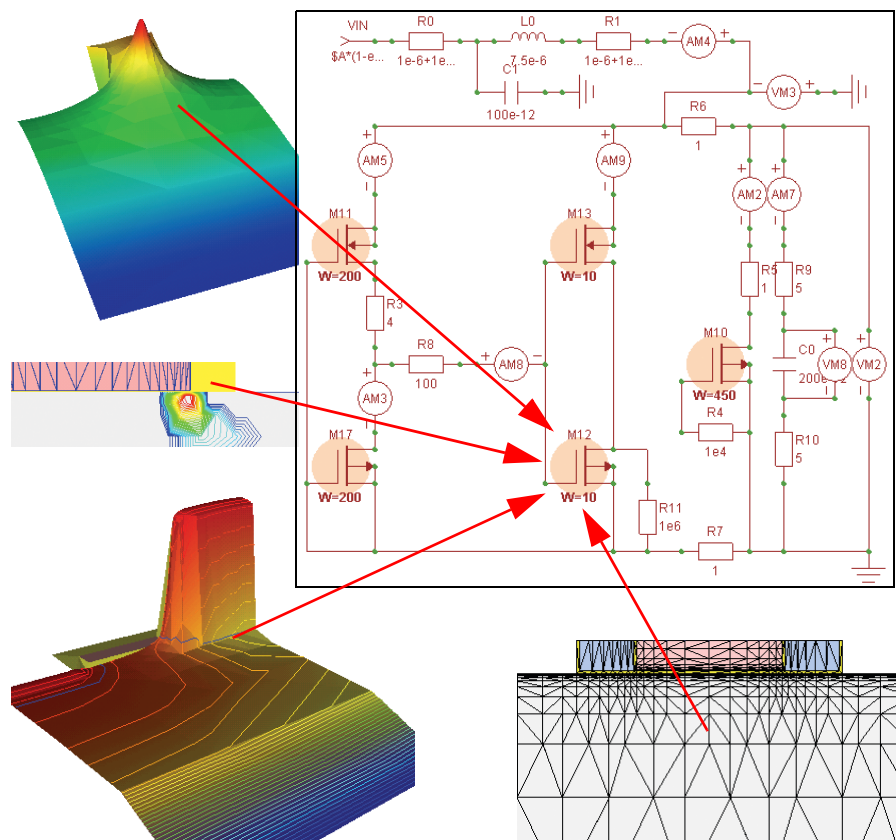 VIN
$A*(1-e...
R0
1e-6+1e...
L0
7.5e-6
R1
1e-6+1e...
- AM4 +
C1
100e-12
VM3 +
R6
1
+ AM5 -
+ AM9 -
+ AM2 -
+ AM7 -
M11
W=200
M13
W=10
R3
4
R5
1
R9
5
R8
100
+ AM8 -
M10
W=450
C0
+ VM8 -
+ VM2 -
+ AM3 -
R4
1e4
M17
W=200
M12
W=10
R10
5
R11
1e6
R7
1